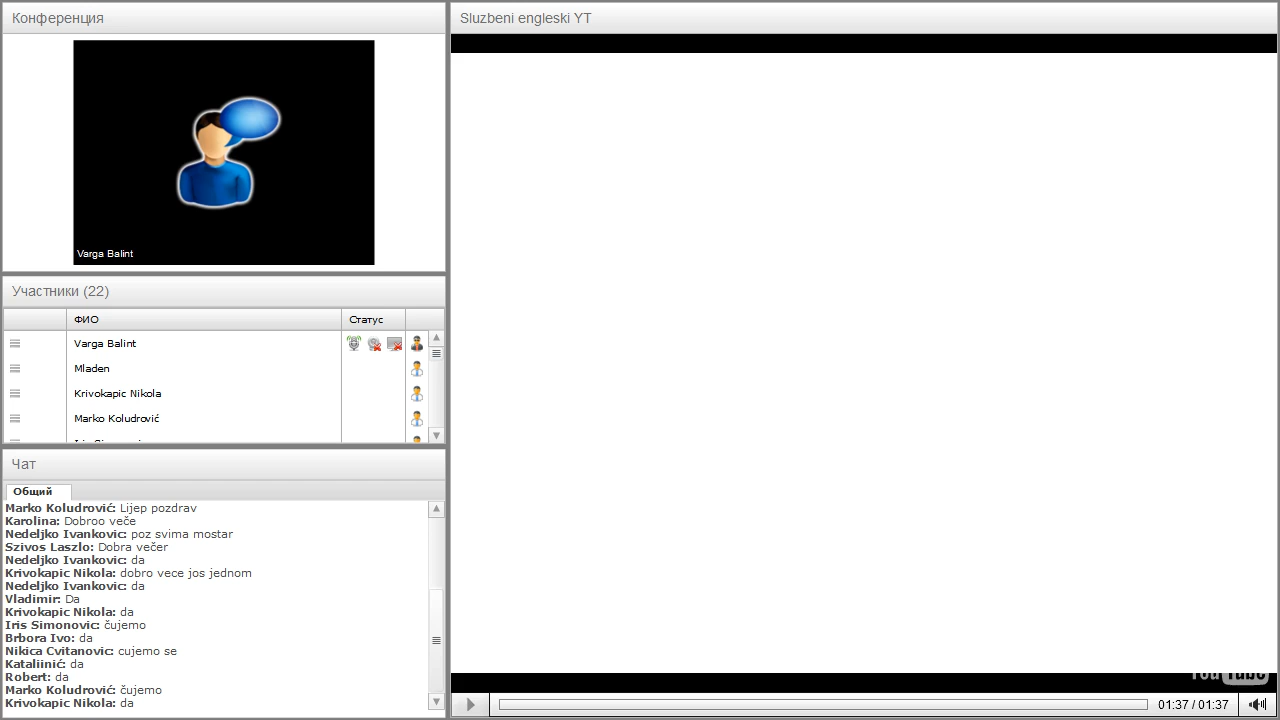 Конференция
Varga Balint
Участники (22)
ФИО Статус
Varga Balint
Mladen
Krivokapic Nikola
Marko Koludrović
Чат
Общий
Marko Koludrović: Lijep pozdrav
Karolina: Dobroo veče
Nedeljko Ivankovic: poz svima mostar
Szivos Laszlo: Dobra večer
Nedeljko Ivankovic: da
Krivokapic Nikola: dobro vece jos jednom
Nedeljko Ivankovic: da
Vladimir: Da
Krivokapic Nikola: da
Iris Simonovic: čujemo
Brbora Ivo: da
Nikica Cvitanovic: cujemo se
Kataliinić: da
Robert: da
Marko Koludrović: čujemo
Krivokapic Nikola: da
Sluzbeni engleski YT
YouTube
01:37 / 01:37